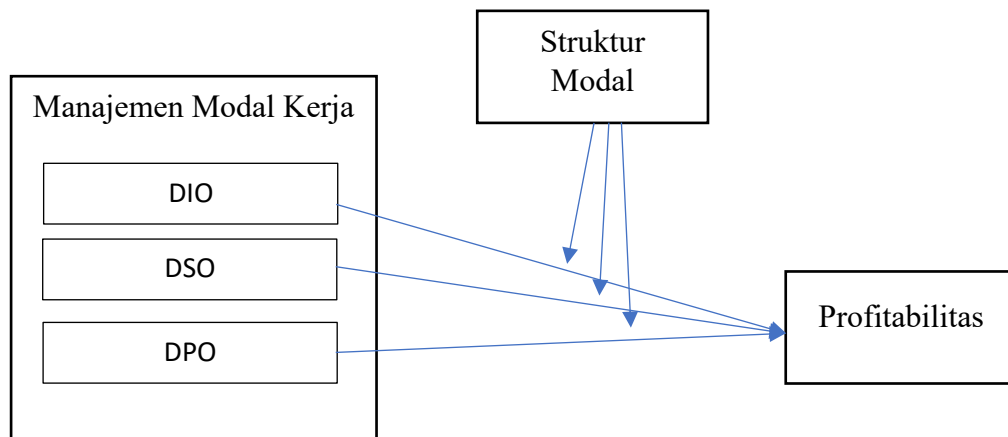 Struktur
Modal
Manajemen Modal Kerja
DIO
DSO
DPO
Profitabilitas